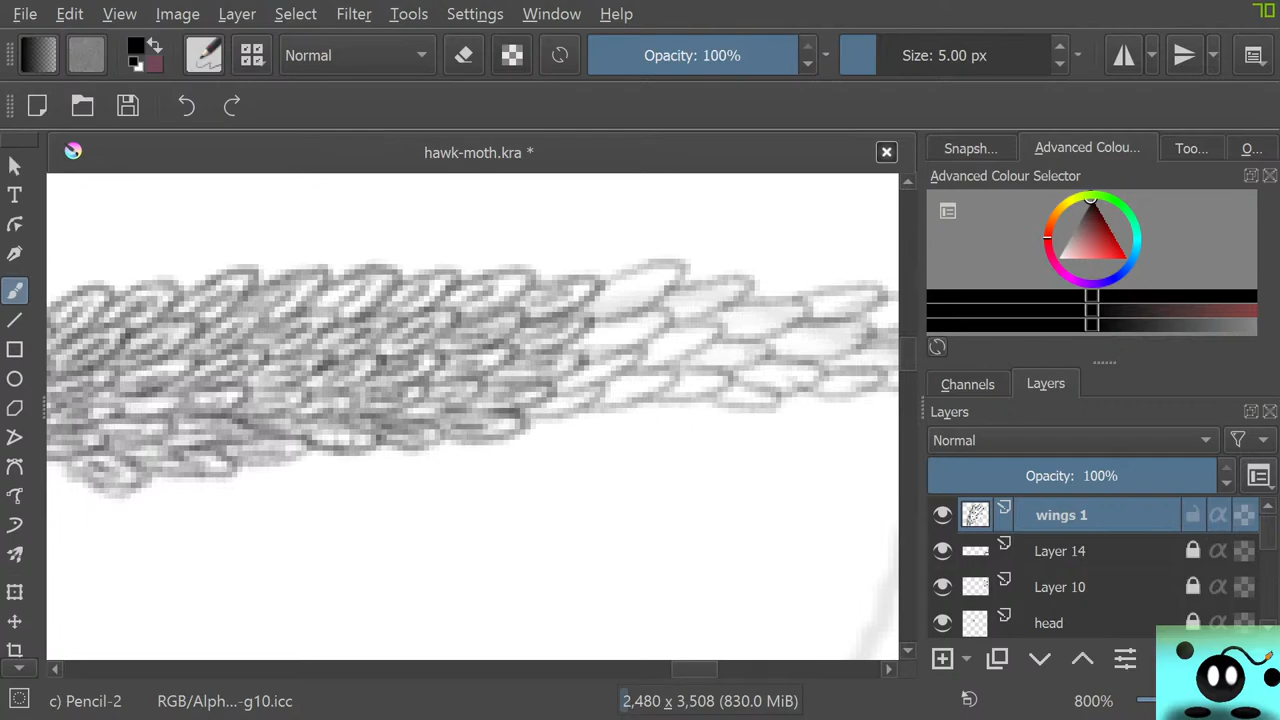 File Edit View Image Layer Select Filter Tools Settings Window Help
70
Normal
Opacity: 100%
Size: 5.00 px
hawk-moth.kra *
Snapsh...
Advanced Colou...
Too...
O...
Advanced Colour Selector
Channels
Layers
Layers
Normal
Opacity: 100%
wings 1
Layer 14
Layer 10
head
c) Pencil-2
RGB/Alph...-g10.icc
2,480 x 3,508 (830.0 MiB)
800%